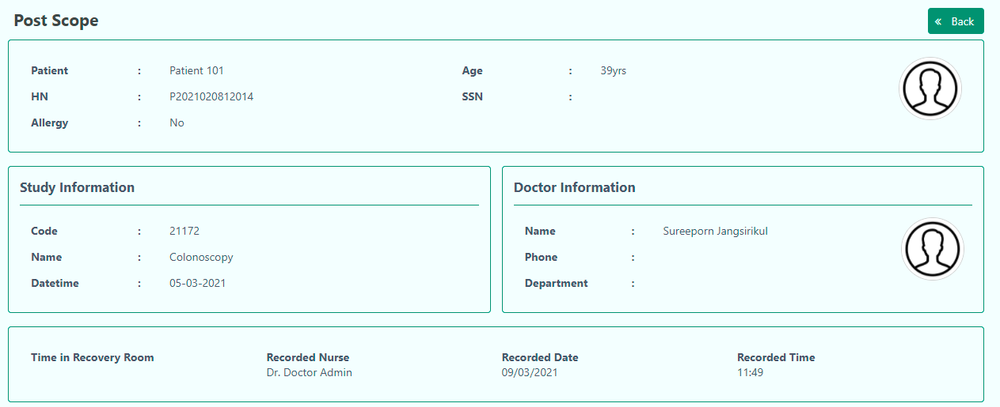 Post Scope
« Back
Patient : Patient 101 Age : 39yrs
HN : P2021020812014 SSN :
Allergy : No
Study Information
Code : 21172
Name : Colonoscopy
Datetime : 05-03-2021
Doctor Information
Name : Sureeporn Jangsirikul
Phone :
Department :
Time in Recovery Room Recorded Nurse Recorded Date Recorded Time
Dr. Doctor Admin 09/03/2021 11:49